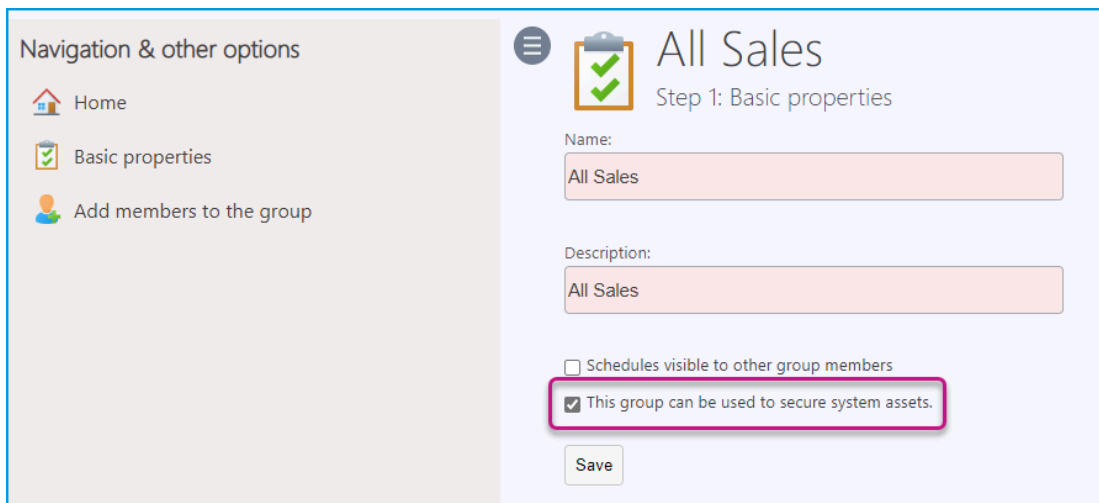 Navigation & other options
Home
Basic properties
Add members to the group
All Sales
Step 1: Basic properties
Name:
All Sales
Description:
All Sales
Schedules visible to other group members
This group can be used to secure system assets.
Save